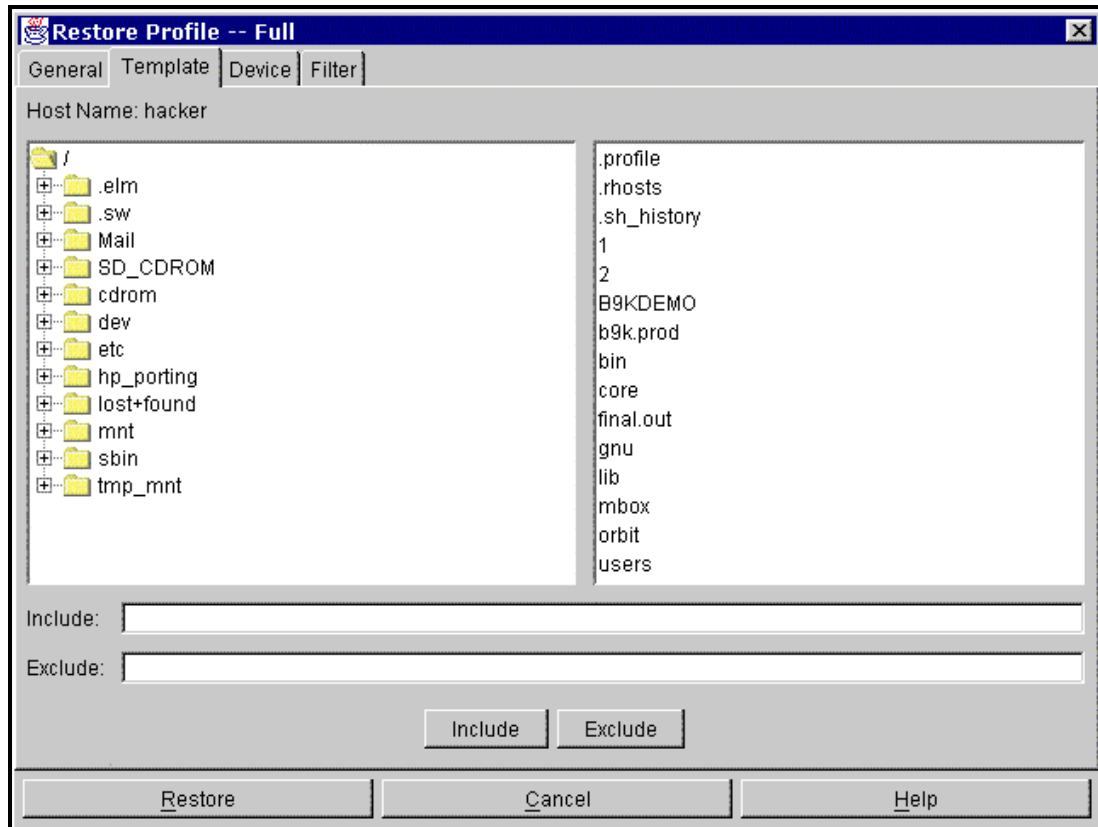 Restore Profile -- Full
General Template Device Filter
Host Name: hacker
/
.elm
.sw
Mail
SD_CDROM
cdrom
dev
etc
hp_porting
lost+found
mnt
sbin
tmp_mnt
.profile
.rhosts
.sh_history
1
2
B9KDEMO
b9k.prod
bin
core
final.out
gnu
lib
mbox
orbit
users
Include:
Exclude:
Include Exclude
Restore Cancel Help